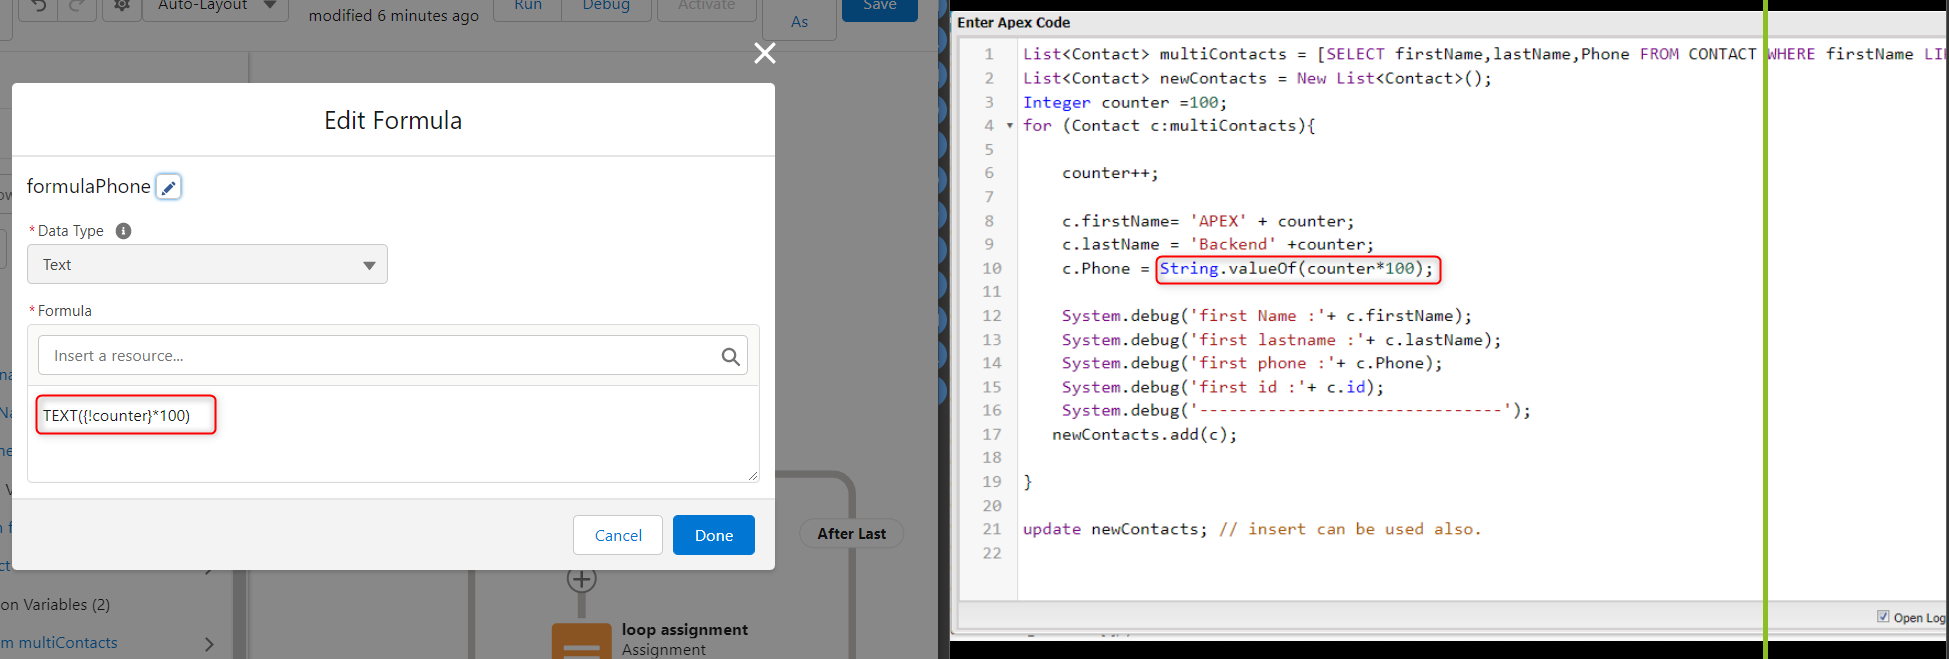 Auto-Layout
modified 6 minutes ago
Run
Debug
Activate
As
Save
Edit Formula
formulaPhone
*Data Type
Text
*Formula
Insert a resource...
TEXT({!counter}*100)
Cancel
Done
After Last
on Variables (2)
m multiContacts
loop assignment
Assignment
Enter Apex Code
1 List<Contact> multiContacts = [SELECT firstName,lastName,Phone FROM CONTACT WHERE firstName LI
2 List<Contact> newContacts = New List<Contact>();
3 Integer counter =100;
4 for (Contact c:multiContacts){
5
6 counter++;
7
8 c.firstName= 'APEX' + counter;
9 c.lastName = 'Backend' +counter;
10 c.Phone = String.valueOf(counter*100);
11
12 System.debug('first Name :'+ c.firstName);
13 System.debug('first lastname :'+ c.lastName);
14 System.debug('first phone :'+ c.Phone);
15 System.debug('first id :'+ c.id);
16 System.debug('-------------------------------');
17 newContacts.add(c);
18
19 }
20
21 update newContacts; // insert can be used also.
22
Open Log